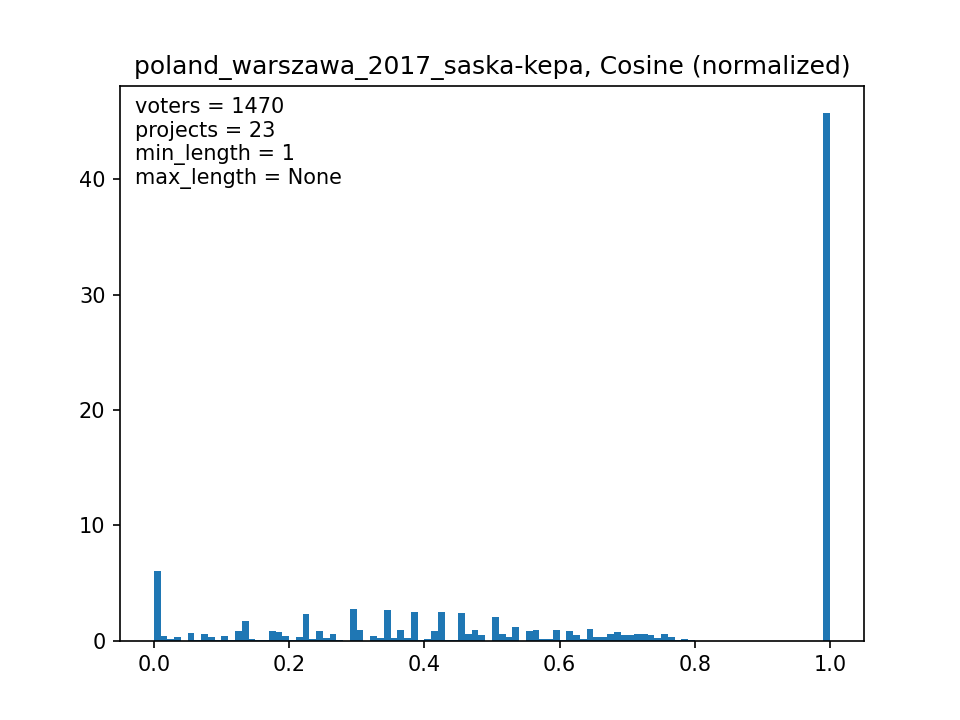 poland_warszawa_2017_saska-kepa, Cosine (normalized)
voters = 1470
projects = 23
min_length = 1
max_length = None
40
30
20
10
0
0.0 0.2 0.4 0.6 0.8 1.0